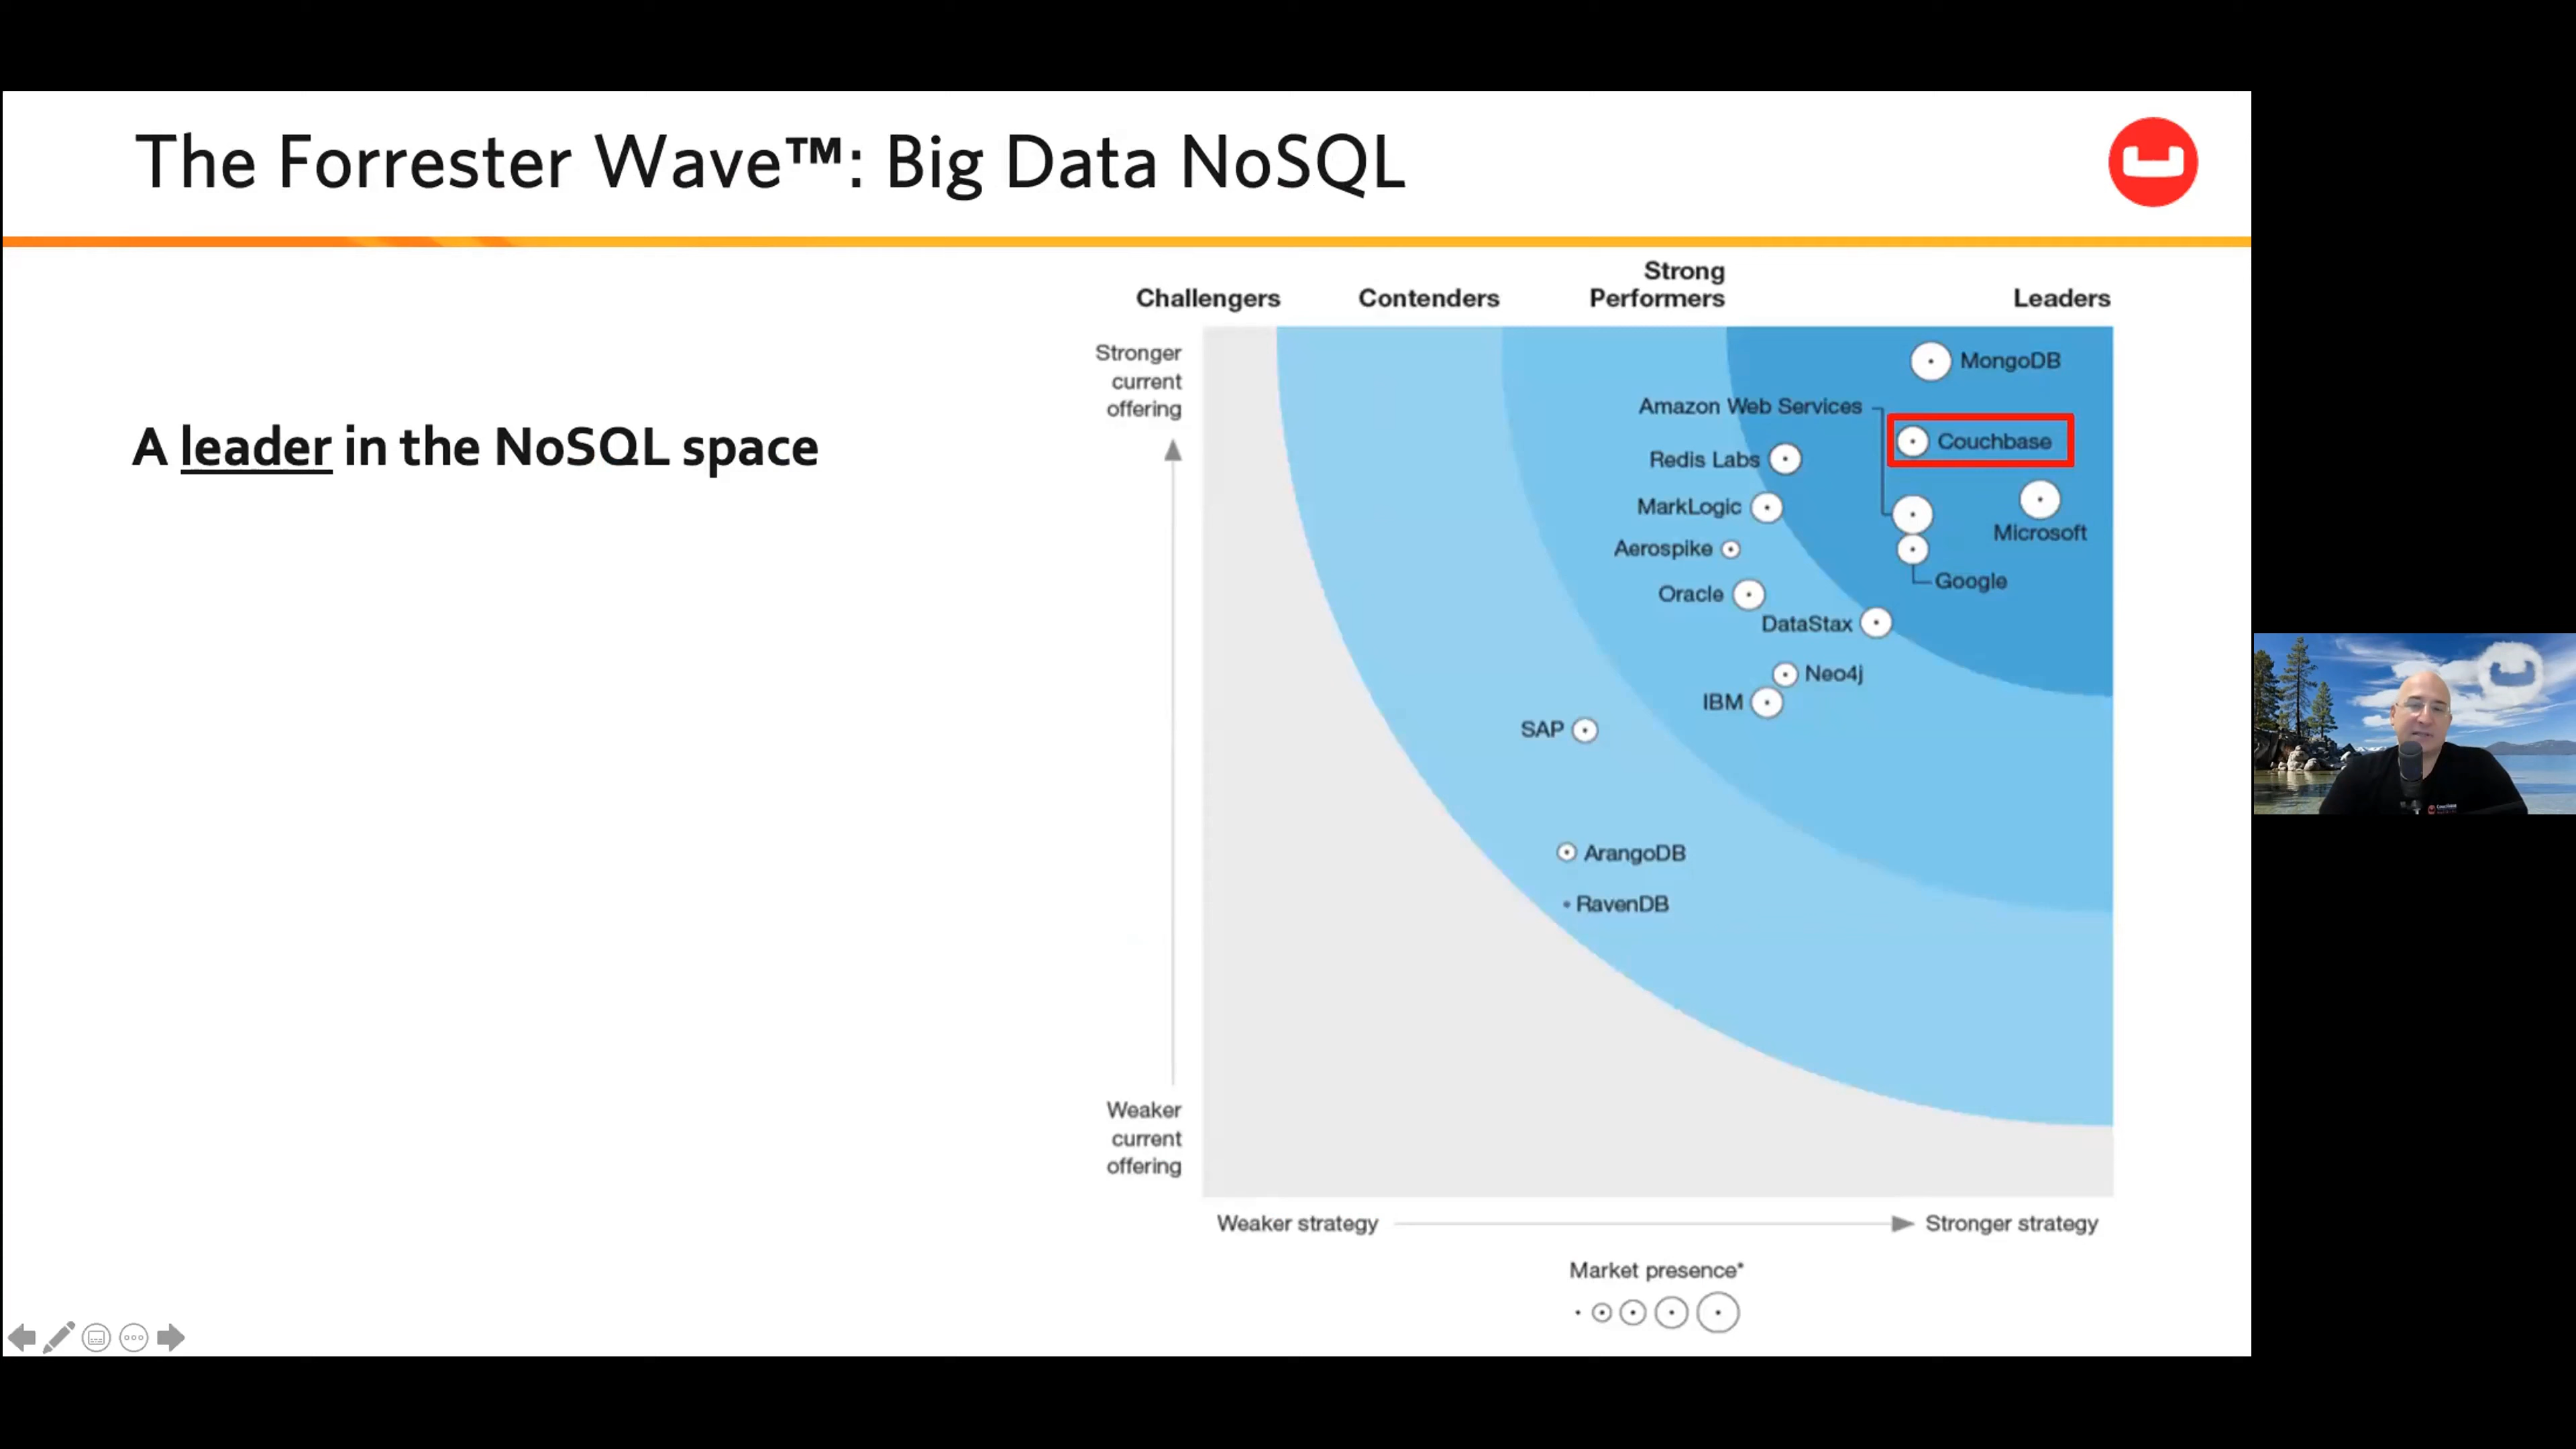 The Forrester Wave™: Big Data NoSQL
A leader in the NoSQL space
Challengers
Contenders
Strong
Performers
Leaders
Stronger
current
offering
MongoDB
Amazon Web Services
Couchbase
Redis Labs
MarkLogic
Microsoft
Aerospike
Google
Oracle
DataStax
Neo4j
IBM
SAP
ArangoDB
RavenDB
Weaker
current
offering
Weaker strategy
Stronger strategy
Market presence*